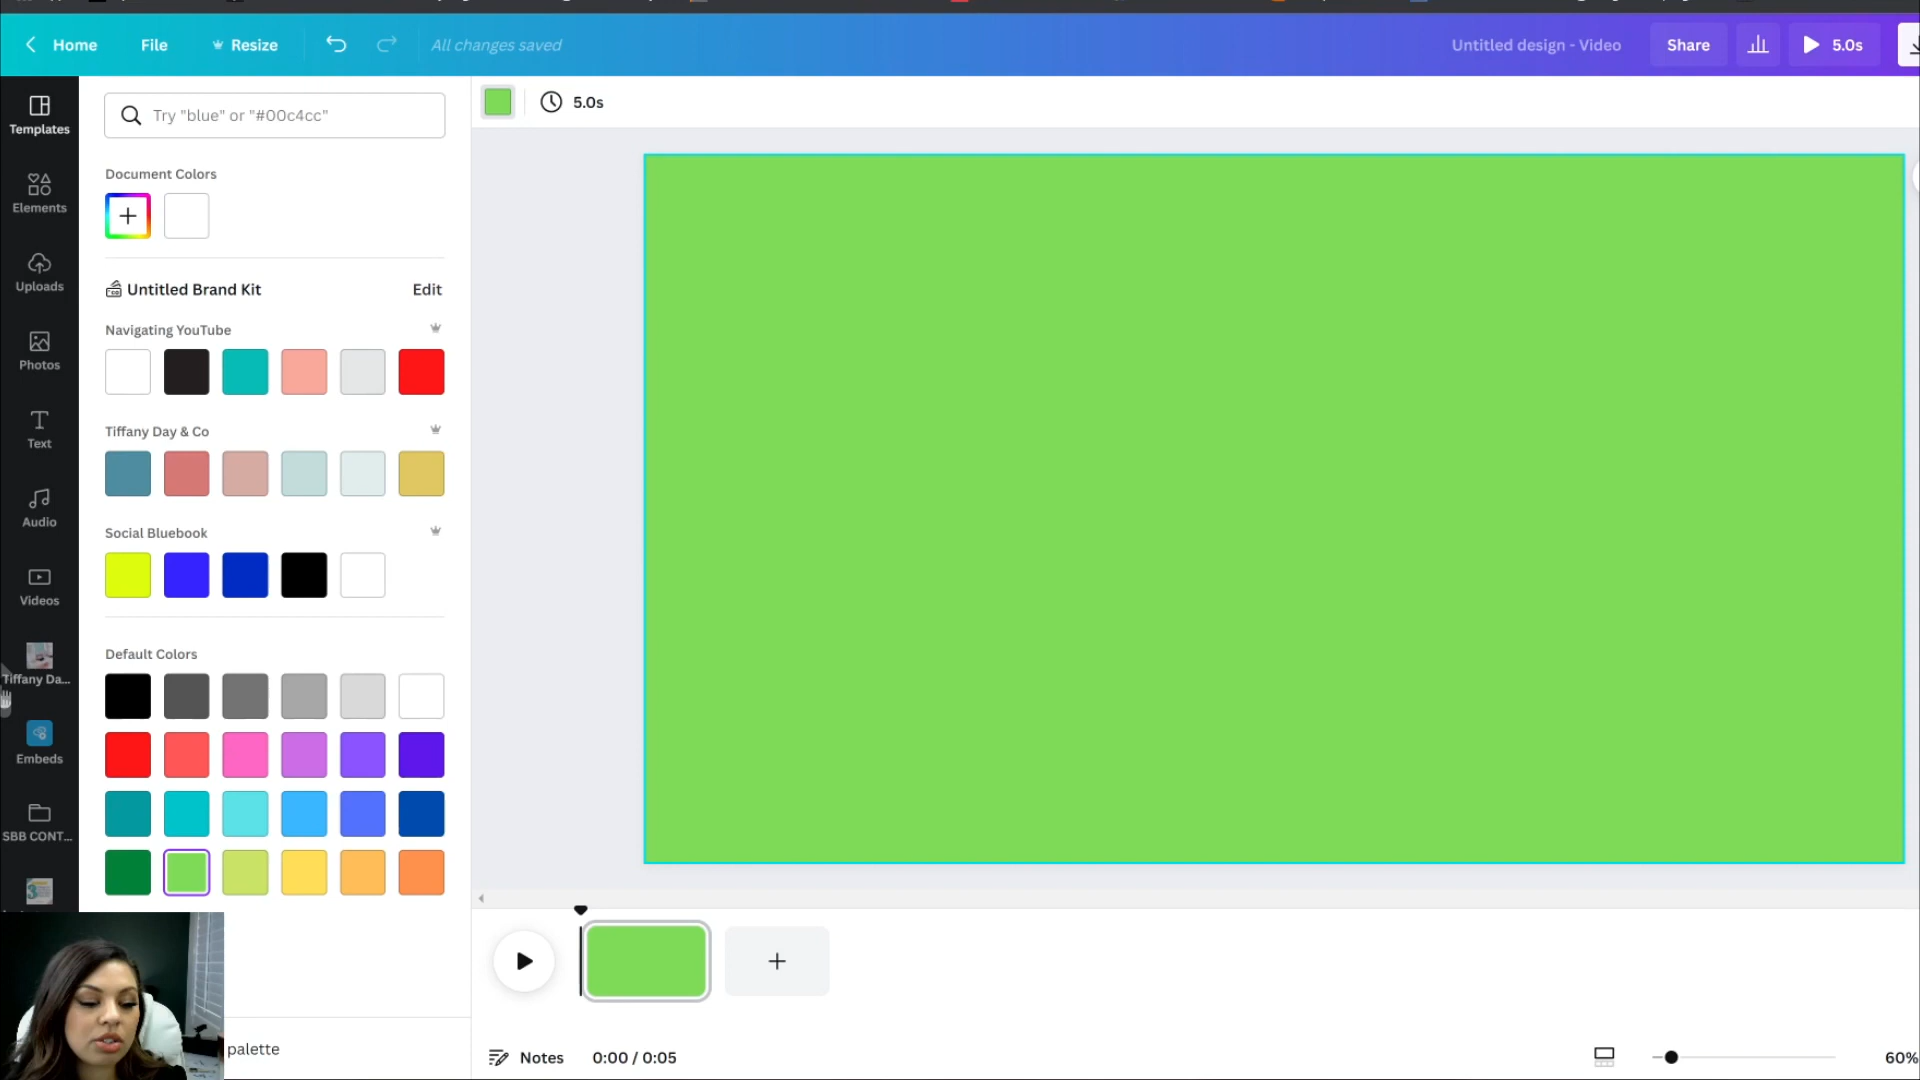 Home
File
Resize
All changes saved
Untitled design - Video
Share
5.0s
Templates
Elements
Uploads
Photos
Text
Audio
Videos
Tiffany Da...
Embeds
SBB CONT...
Try "blue" or "#00c4cc"
Document Colors
Untitled Brand Kit
Edit
Navigating YouTube
Tiffany Day & Co
Social Bluebook
Default Colors
palette
5.0s
Notes
0:00 / 0:05
60%